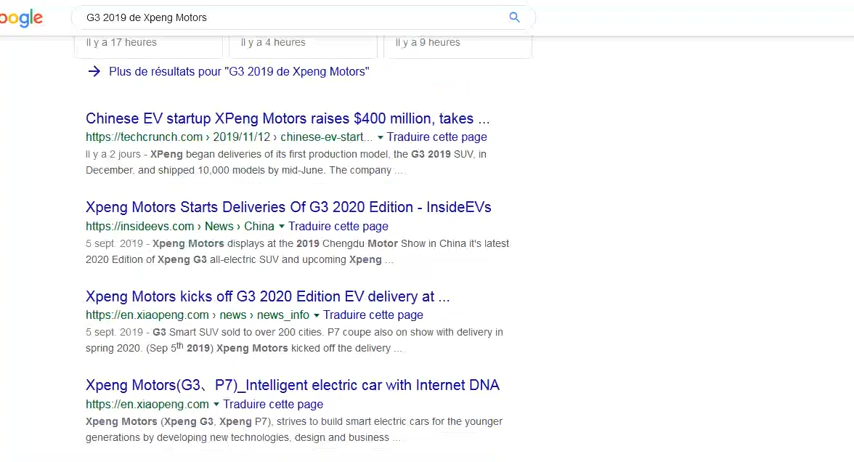 oogle G3 2019 de Xpeng Motors
Il y a 17 heures Il y a 4 heures Il y a 9 heures
→ Plus de résultats pour "G3 2019 de Xpeng Motors"
Chinese EV startup XPeng Motors raises $400 million, takes ...
https://techcrunch.com › 2019/11/12 › chinese-ev-start... ▾ Traduire cette page
Il y a 2 jours - XPeng began deliveries of its first production model, the G3 2019 SUV, in
December, and shipped 10,000 models by mid-June. The company ...
Xpeng Motors Starts Deliveries Of G3 2020 Edition - InsideEVs
https://insideevs.com › News › China ▾ Traduire cette page
5 sept. 2019 - Xpeng Motors displays at the 2019 Chengdu Motor Show in China it's latest
2020 Edition of Xpeng G3 all-electric SUV and upcoming Xpeng ...
Xpeng Motors kicks off G3 2020 Edition EV delivery at ...
https://en.xiaopeng.com › news › news_info ▾ Traduire cette page
5 sept. 2019 - G3 Smart SUV sold to over 200 cities. P7 coupe also on show with delivery in
spring 2020. (Sep 5th 2019) Xpeng Motors kicked off the delivery ...
Xpeng Motors(G3、P7)_Intelligent electric car with Internet DNA
https://en.xiaopeng.com ▾ Traduire cette page
Xpeng Motors (Xpeng G3, Xpeng P7), strives to build smart electric cars for the younger
generations by developing new technologies, design and business ...